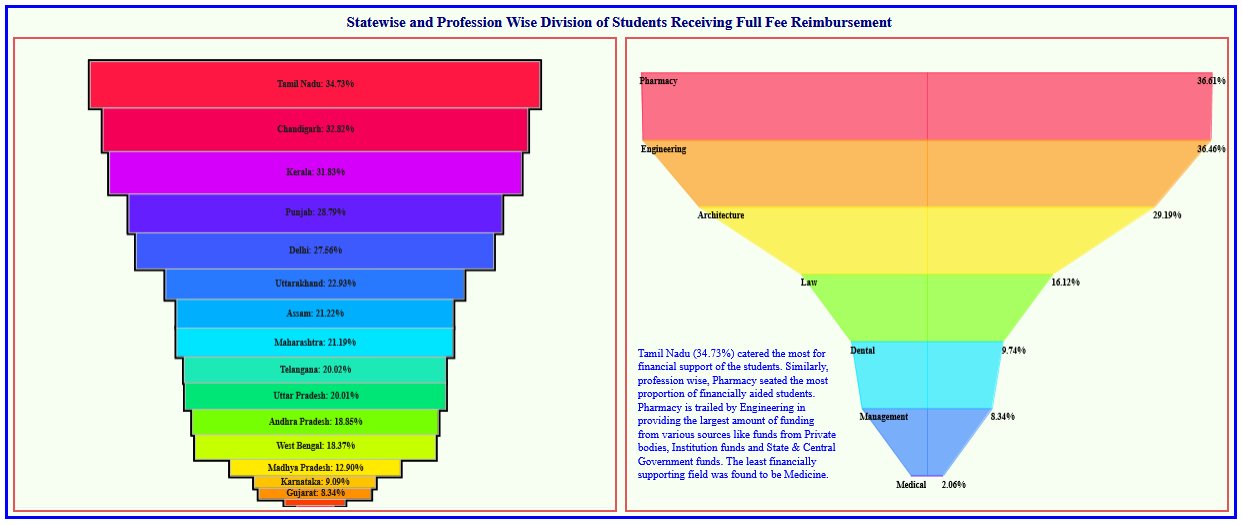 Statewise and Profession Wise Division of Students Receiving Full Fee Reimbursement
Tamil Nadu: 34.73%
Chandigarh: 32.82%
Kerala: 31.83%
Punjab: 28.79%
Delhi: 27.56%
Uttarakhand: 22.93%
Assam: 21.22%
Maharashtra: 21.19%
Telangana: 20.02%
Uttar Pradesh: 20.01%
Andhra Pradesh: 18.85%
West Bengal: 18.37%
Madhya Pradesh: 12.90%
Karnataka: 9.09%
Gujarat: 8.34%
Pharmacy 36.61%
Engineering 36.46%
Architecture 29.19%
Law 16.12%
Dental 9.74%
Management 8.34%
Medical 2.06%
Tamil Nadu (34.73%) catered the most for
financial support of the students. Similarly,
profession wise, Pharmacy seated the most
proportion of financially aided students.
Pharmacy is trailed by Engineering in
providing the largest amount of funding
from various sources like funds from Private
bodies, Institution funds and State & Central
Government funds. The least financially
supporting field was found to be Medicine.